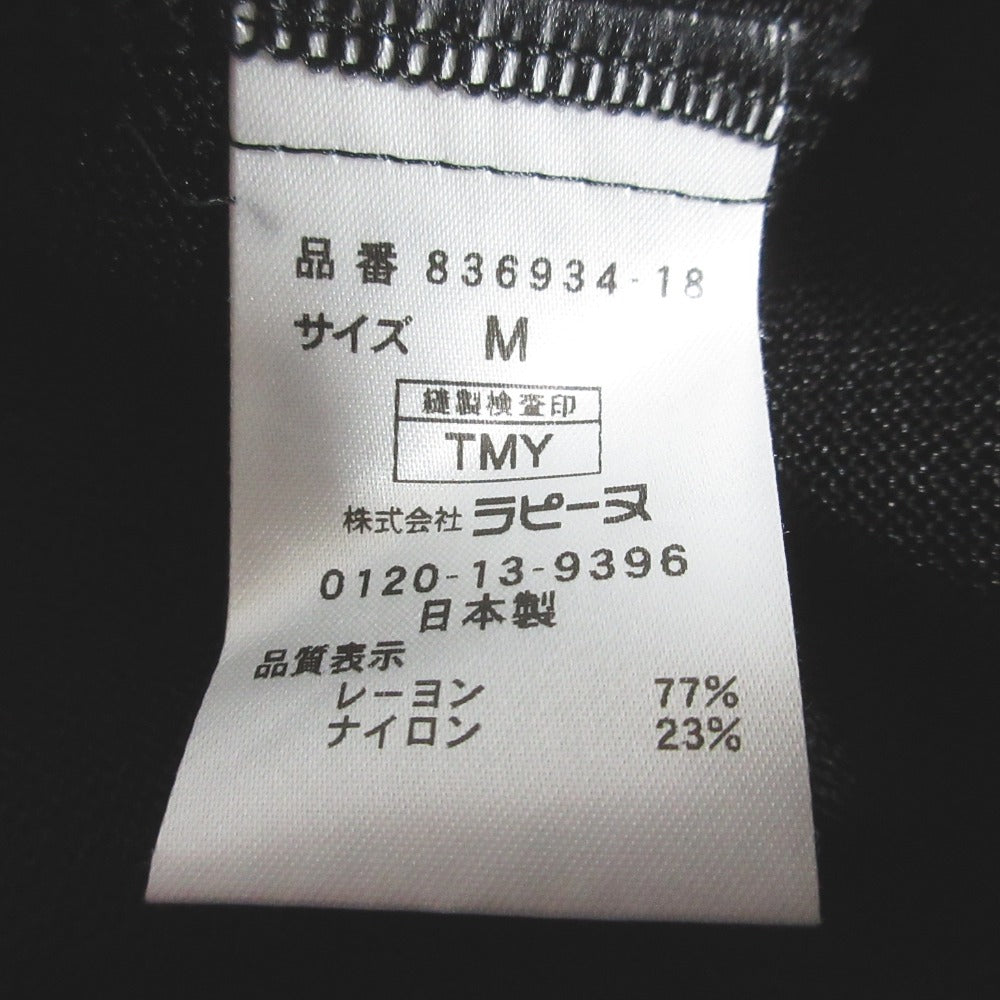 品番 836934-18
サイズ M
縫製検査印
TMY
株式会社 ラピーヌ
0120-13-9396
日本製
品質表示
レーヨン 77%
ナイロン 23%